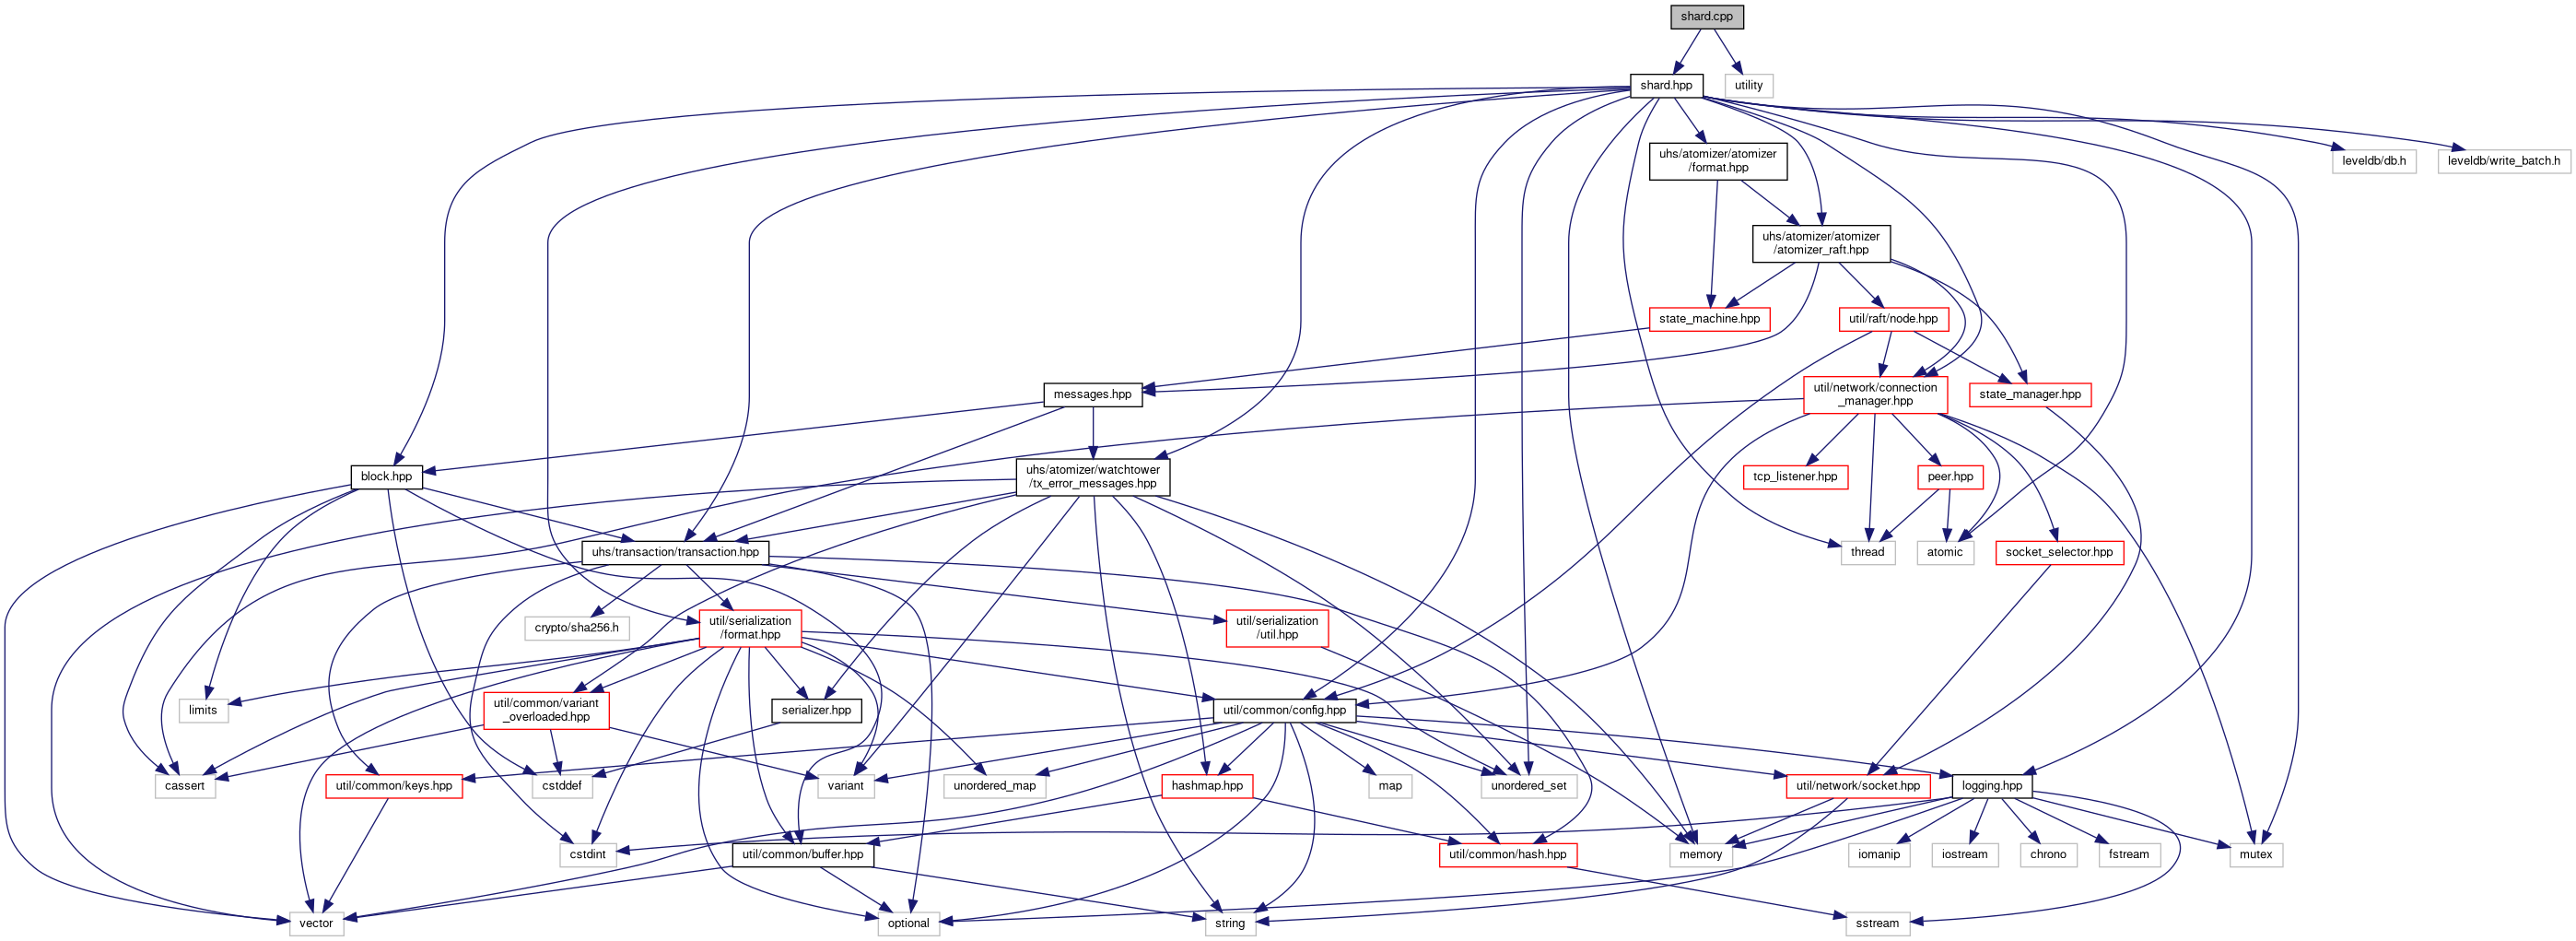 shard.cpp
shard.hpp
utility
uhs/atomizer/atomizer
/format.hpp
leveldb/db.h
leveldb/write_batch.h
uhs/atomizer/atomizer
/atomizer_raft.hpp
state_machine.hpp
util/raft/node.hpp
messages.hpp
util/network/connection
_manager.hpp
state_manager.hpp
block.hpp
uhs/atomizer/watchtower
/tx_error_messages.hpp
tcp_listener.hpp
peer.hpp
uhs/transaction/transaction.hpp
thread
atomic
socket_selector.hpp
crypto/sha256.h
util/serialization
/format.hpp
util/serialization
/util.hpp
limits
util/common/variant
_overloaded.hpp
serializer.hpp
util/common/config.hpp
cassert
util/common/keys.hpp
cstddef
variant
unordered_map
hashmap.hpp
map
unordered_set
util/network/socket.hpp
logging.hpp
cstdint
util/common/buffer.hpp
util/common/hash.hpp
memory
iomanip
iostream
chrono
fstream
mutex
vector
optional
string
sstream